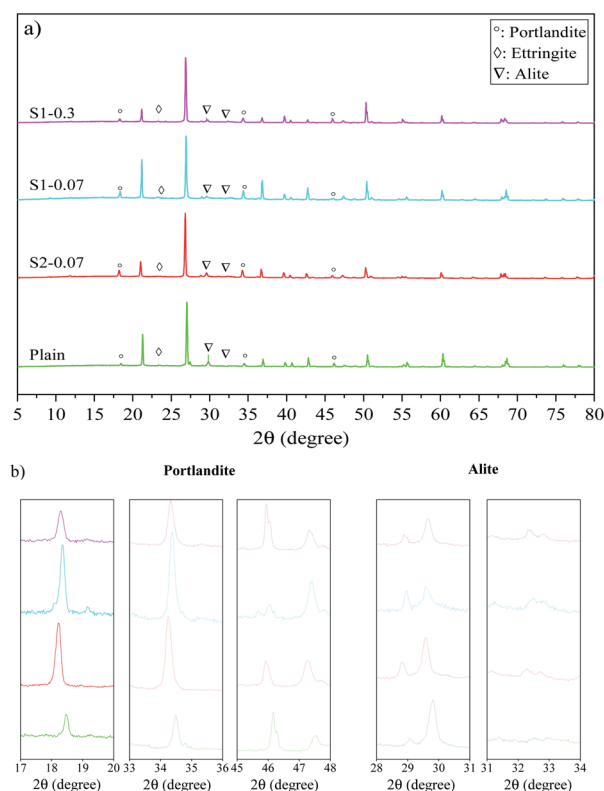 a)
○: Portlandite
◊: Ettringite
∇: Alite
S1-0.3
S1-0.07
S2-0.07
Plain
5 10 15 20 25 30 35 40 45 50 55 60 65 70 75 80
2θ (degree)
b)
Portlandite Alite
17 18 19 20 33 34 35 36 45 46 47 48 28 29 30 31 31 32 33 34
2θ (degree) 2θ (degree) 2θ (degree) 2θ (degree) 2θ (degree)